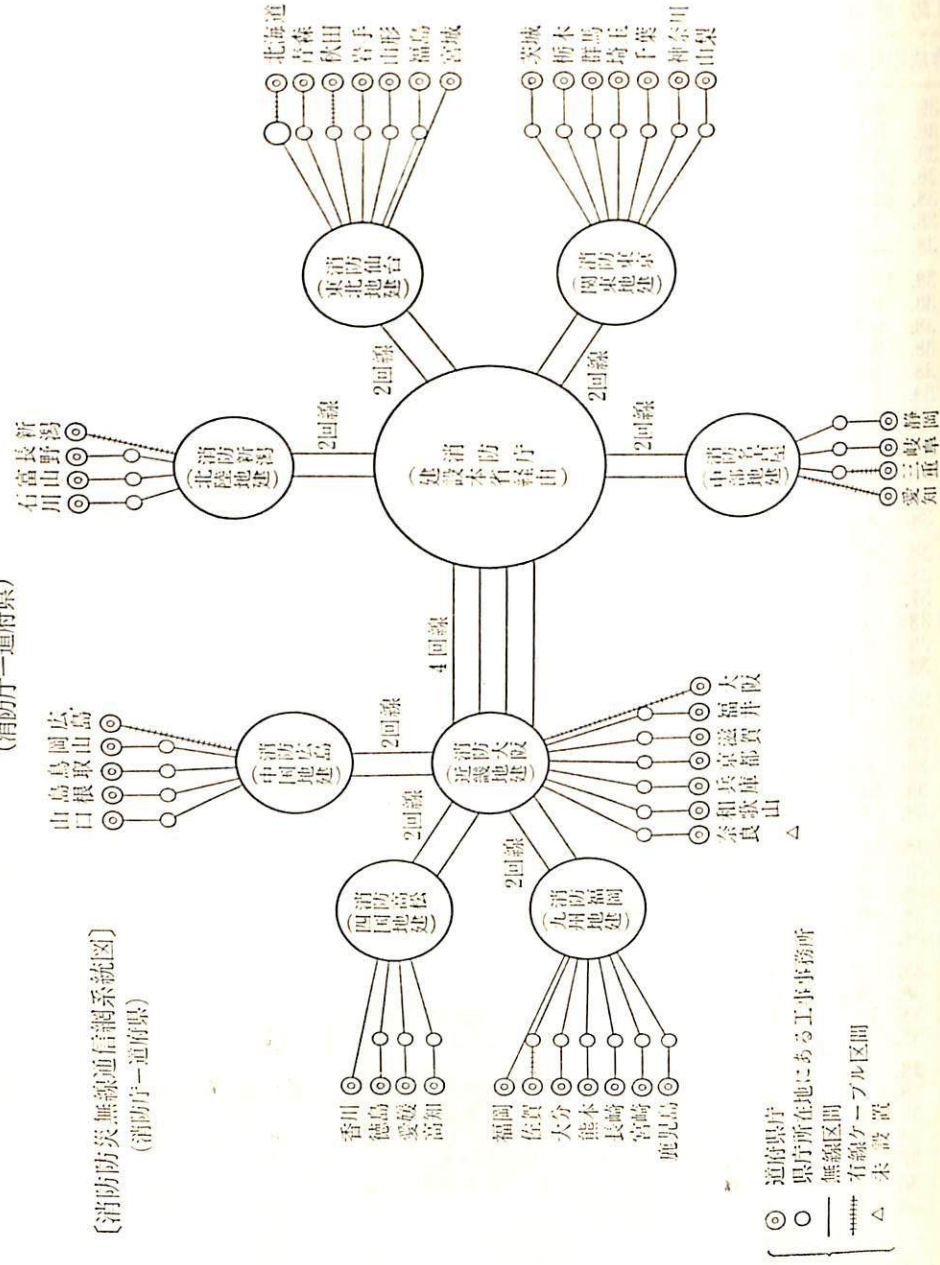 (消防庁―道府県)
〔消防防災無線通信網系統図〕
(消防庁―道府県)
消防庁
(建設本省経由)
2回線
2回線
2回線
2回線
4回線
2回線
2回線
2回線
消防仙台
(東北地建)
北海道
青森
秋田
岩手
山形
福島
宮城
消防東京
(関東地建)
茨城
栃木
群馬
埼玉
千葉
神奈川
山梨
消防新潟
(北陸地建)
新潟
長野
富山
石川
消防名古屋
(中部地建)
静岡
岐阜
三重
愛知
消防大阪
(近畿地建)
大阪
福井
滋賀
京都
兵庫
和歌山
奈良
△
消防広島
(中国地建)
広島
岡山
鳥取
島根
山口
消防高松
(四国地建)
香川
徳島
愛媛
高知
消防福岡
(九州地建)
福岡
佐賀
大分
熊本
長崎
宮崎
鹿児島
◎ 道府県庁
○ 県庁所在地にある工事事務所
無線区間
有線ケーブル区間
△ 未設置